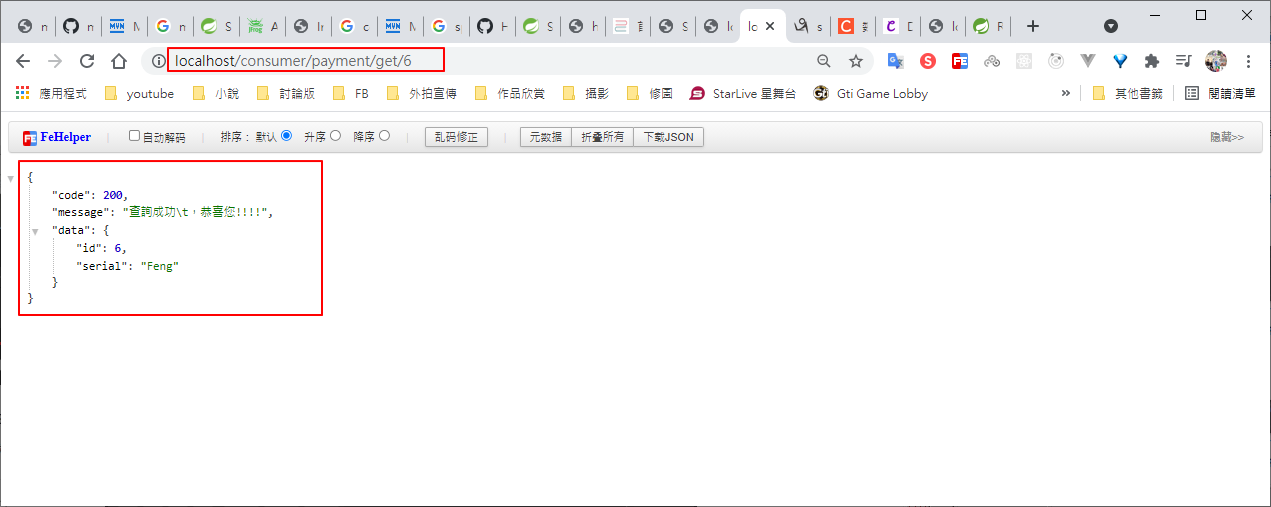 localhost/consumer/payment/get/6
應用程式 youtube 小說 討論版 FB 外拍宣傳 作品欣賞 攝影 修圖 StarLive 星舞台 Gti Game Lobby » 其他書籤 閱讀清單
FeHelper 自动解码 排序： 默认 升序 降序 乱码修正 元数据 折叠所有 下载JSON 隐藏>>
{
"code": 200,
"message": "查詢成功\t，恭喜您!!!!",
"data": {
"id": 6,
"serial": "Feng"
}
}